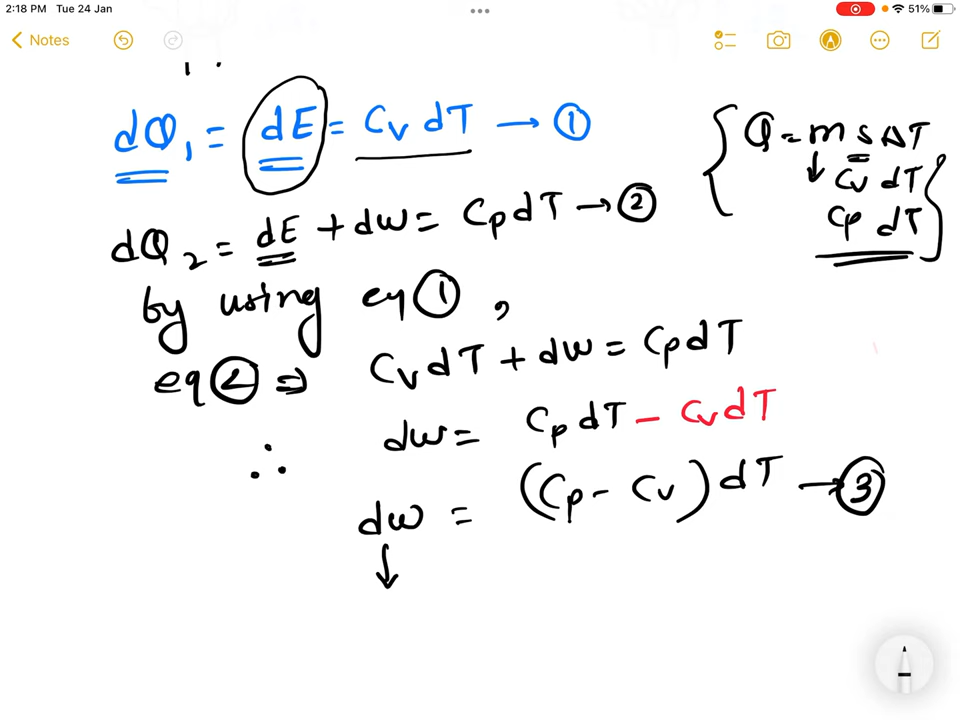 2:18 PM Tue 24 Jan
51%
Notes
dQ₁ = dE = Cv dT → ①
Q = m s ΔT
↓ Cv dT
Cp dT
dQ₂ = dE + dw = Cp dT → ②
by using eq ①,
eq ② ⇒ Cv dT + dw = Cp dT
dw = Cp dT − Cv dT
∴
dw = (Cp − Cv) dT → ③
↓